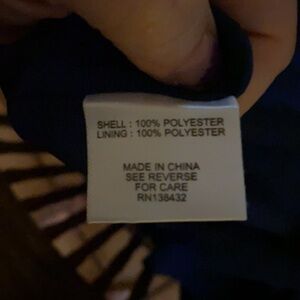 SHELL : 100% POLYESTER
LINING : 100% POLYESTER
MADE IN CHINA
SEE REVERSE
FOR CARE
RN138432